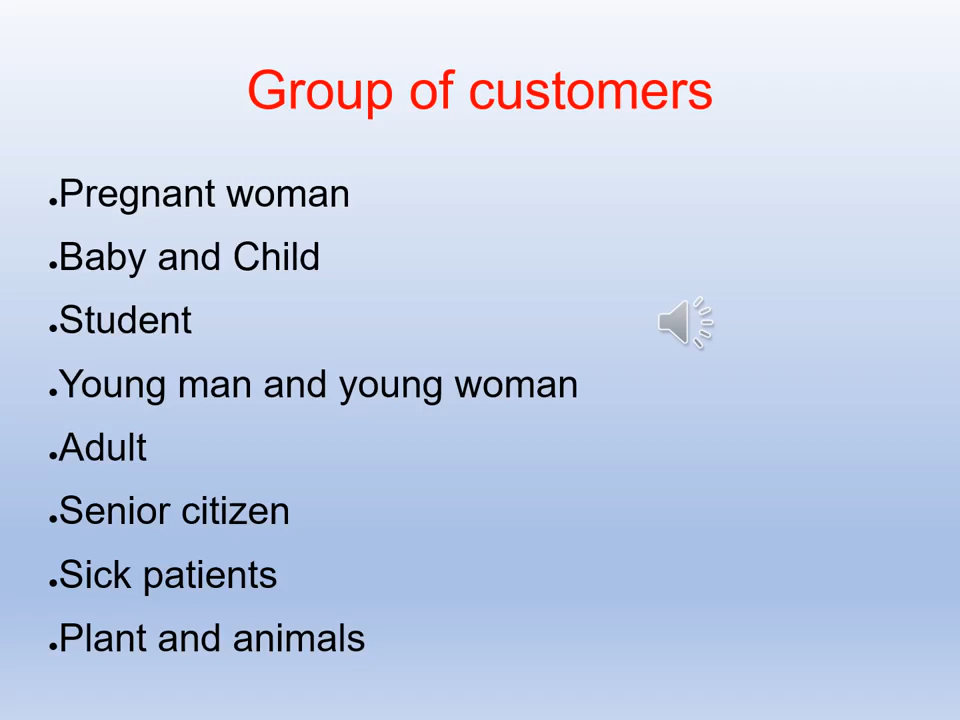 Group of customers
●Pregnant woman
●Baby and Child
●Student
●Young man and young woman
●Adult
●Senior citizen
●Sick patients
●Plant and animals